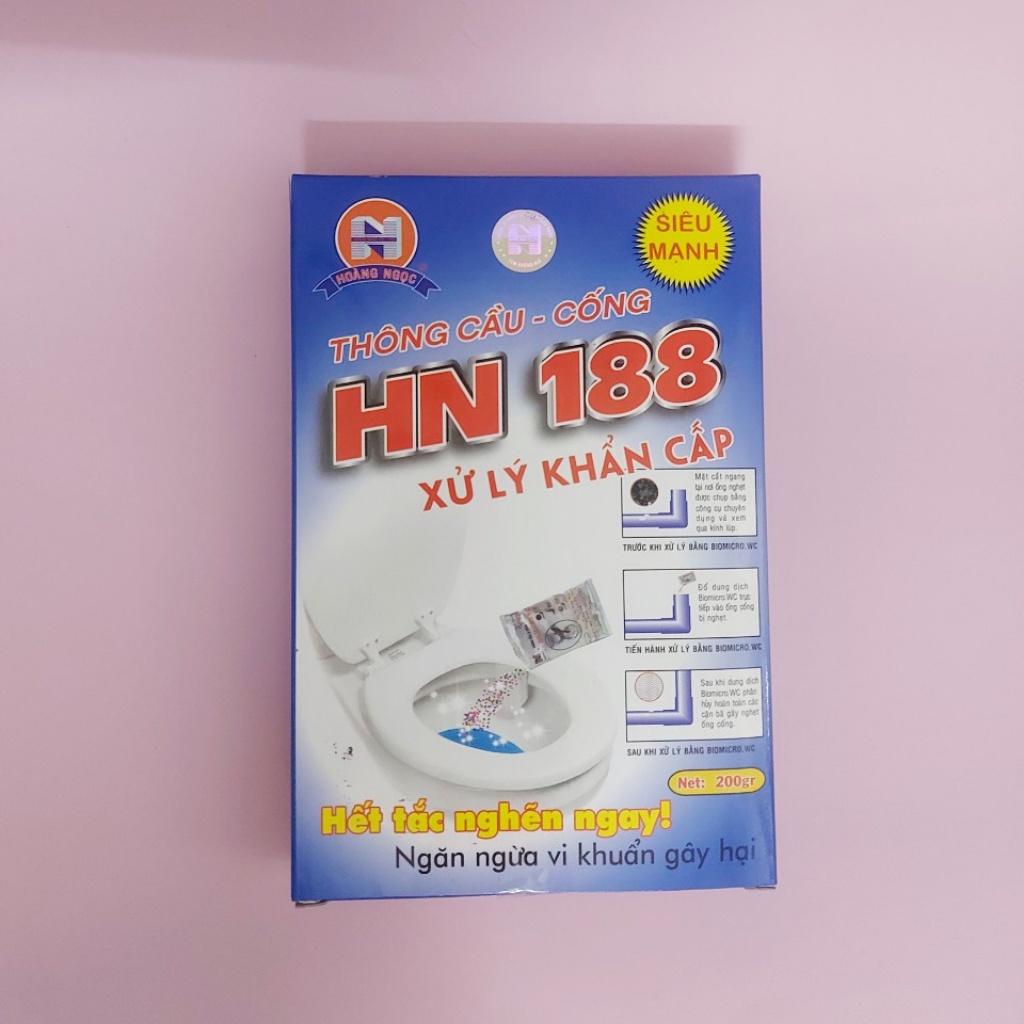 HOÀNG NGỌC®
SIÊU
MẠNH
THÔNG CẦU - CỐNG
HN 188
XỬ LÝ KHẨN CẤP
Mặt cắt ngang
tại nơi ống nghẹt
được chụp bằng
công cụ chuyên
dụng và xem
qua kính lúp.
TRƯỚC KHI XỬ LÝ BẰNG BIOMICRO.WC
Đổ dung dịch
Biomicro.WC trực
tiếp vào ống cống
bị nghẹt.
TIẾN HÀNH XỬ LÝ BẰNG BIOMICRO.WC
Sau khi dung dịch
Biomicro.WC phân
hủy hoàn toàn các
cặn bã gây nghẹt
ống cống.
SAU KHI XỬ LÝ BẰNG BIOMICRO.WC
Net: 200gr
Hết tắc nghẽn ngay!
Ngăn ngừa vi khuẩn gây hại